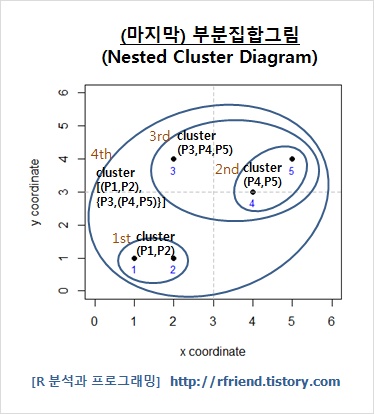 (마지막) 부분집합그림
(Nested Cluster Diagram)
6
5
4
3
2
1
0
y coordinate
3rd
cluster
(P3,P4,P5)
4th
cluster
[(P1,P2),
{P3,(P4,P5)}]
2nd
cluster
(P4,P5)
3
5
4
1st
cluster
(P1,P2)
1
2
0 1 2 3 4 5 6
x coordinate
[R 분석과 프로그래밍] http://rfriend.tistory.com